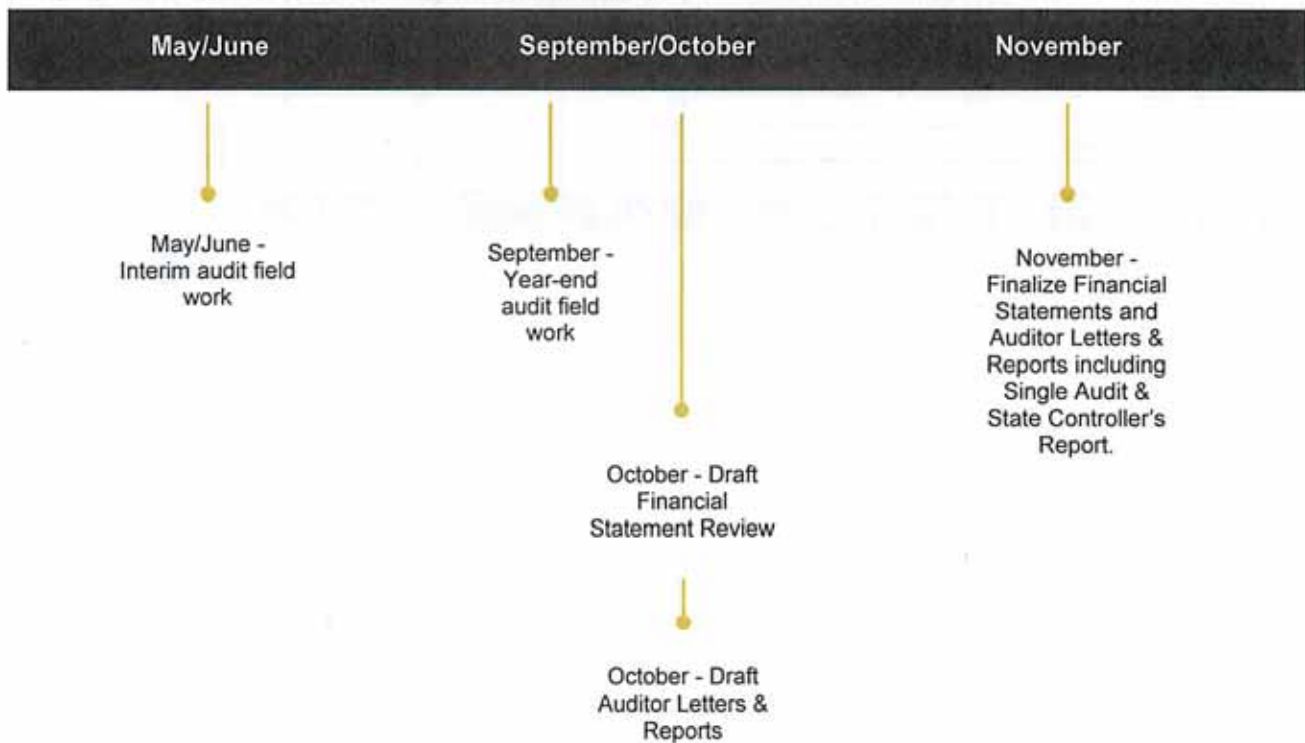 May/June
September/October
November
May/June -
Interim audit field
work
September -
Year-end
audit field
work
October - Draft
Financial
Statement Review
October - Draft
Auditor Letters &
Reports
November -
Finalize Financial
Statements and
Auditor Letters &
Reports including
Single Audit &
State Controller's
Report.